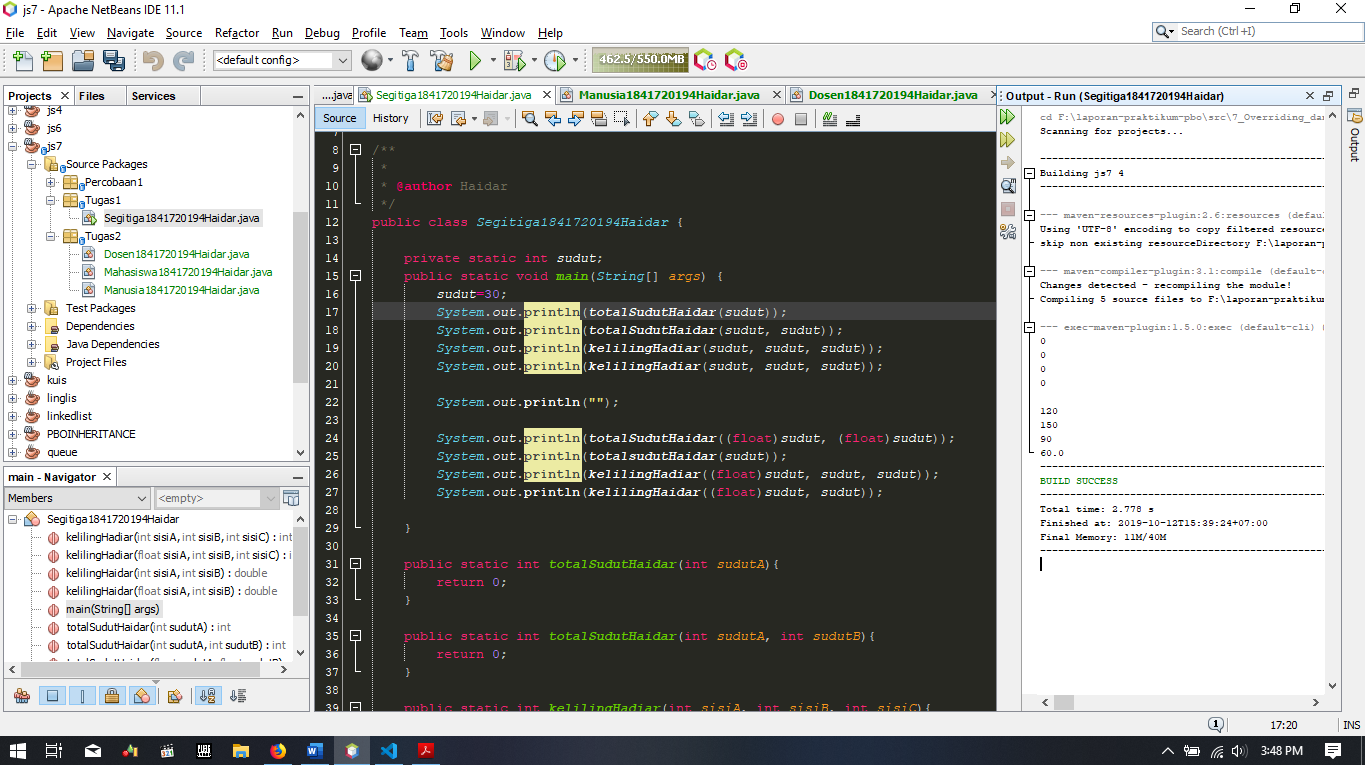 js7 - Apache NetBeans IDE 11.1
File Edit View Navigate Source Refactor Run Debug Profile Team Tools Window Help
Search (Ctrl+I)
<default config>
462.5/550.0MB
Projects Files Services
js4
js6
js7
Source Packages
Percobaan1
Tugas1
Segitiga1841720194Haidar.java
Tugas2
Dosen1841720194Haidar.java
Mahasiswa1841720194Haidar.java
Manusia1841720194Haidar.java
Test Packages
Dependencies
Java Dependencies
Project Files
kuis
linglis
linkedlist
PBOINHERITANCE
queue
main - Navigator
Members <empty>
Segitiga1841720194Haidar
kelilingHadiar(int sisiA, int sisiB, int sisiC) : int
kelilingHadiar(float sisiA, int sisiB, int sisiC) : i
kelilingHaidar(int sisiA, int sisiB) : double
kelilingHaidar(float sisiA, int sisiB) : double
main(String[] args)
totalSudutHaidar(int sudutA) : int
totalSudutHaidar(int sudutA, int sudutB) : int
....java Segitiga1841720194Haidar.java Manusia1841720194Haidar.java Dosen1841720194Haidar.java
Source History
8 /**
9 *
10 * @author Haidar
11 */
12 public class Segitiga1841720194Haidar {
13
14 private static int sudut;
15 public static void main(String[] args) {
16 sudut=30;
17 System.out.println(totalSudutHaidar(sudut));
18 System.out.println(totalSudutHaidar(sudut, sudut));
19 System.out.println(kelilingHadiar(sudut, sudut, sudut));
20 System.out.println(kelilingHadiar(sudut, sudut, sudut));
21
22 System.out.println("");
23
24 System.out.println(totalSudutHaidar((float)sudut, (float)sudut));
25 System.out.println(totalsudutHaidar(sudut));
26 System.out.println(kelilingHadiar((float)sudut, sudut, sudut));
27 System.out.println(kelilingHaidar((float)sudut, sudut));
28
29 }
30
31 public static int totalSudutHaidar(int sudutA){
32 return 0;
33 }
34
35 public static int totalSudutHaidar(int sudutA, int sudutB){
36 return 0;
37 }
38
39 public static int kelilingHadiar(int sisiA, int sisiB, int sisiC){
Output - Run (Segitiga1841720194Haidar)
cd F:\laporan-praktikum-pbo\src\7_Overriding_da
Scanning for projects...
Building js7 4
--- maven-resources-plugin:2.6:resources (defau
Using 'UTF-8' encoding to copy filtered resourc
skip non existing resourceDirectory F:\laporan-p
--- maven-compiler-plugin:3.1:compile (default-c
Changes detected - recompiling the module!
Compiling 5 source files to F:\laporan-praktikum
--- exec-maven-plugin:1.5.0:exec (default-cli) (
0
0
0
0
120
150
90
60.0
BUILD SUCCESS
Total time: 2.778 s
Finished at: 2019-10-12T15:39:24+07:00
Final Memory: 11M/40M
Output
1 17:20 INS
3:48 PM